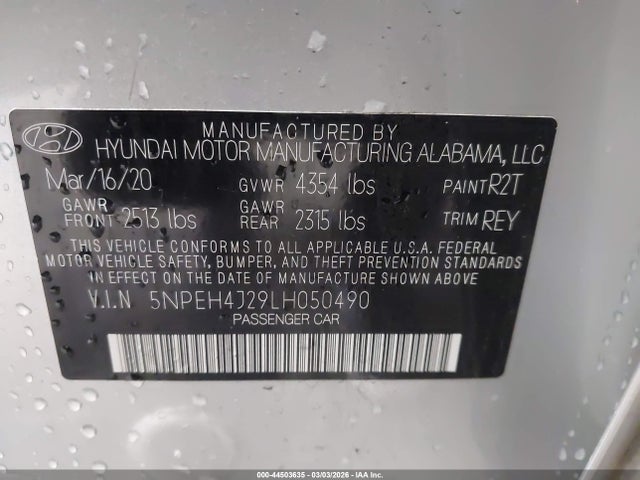 MANUFACTURED BY
HYUNDAI MOTOR MANUFACTURING ALABAMA, LLC
Mar/16/20 GVWR 4354 lbs PAINT R2T
GAWR FRONT 2513 lbs GAWR REAR 2315 lbs TRIM REY
THIS VEHICLE CONFORMS TO ALL APPLICABLE U.S.A. FEDERAL
MOTOR VEHICLE SAFETY, BUMPER, AND THEFT PREVENTION STANDARDS
IN EFFECT ON THE DATE OF MANUFACTURE SHOWN ABOVE
V.I.N 5NPEH4J29LH050490
PASSENGER CAR
000-44503635 - 03/03/2026 - IAAI.COM